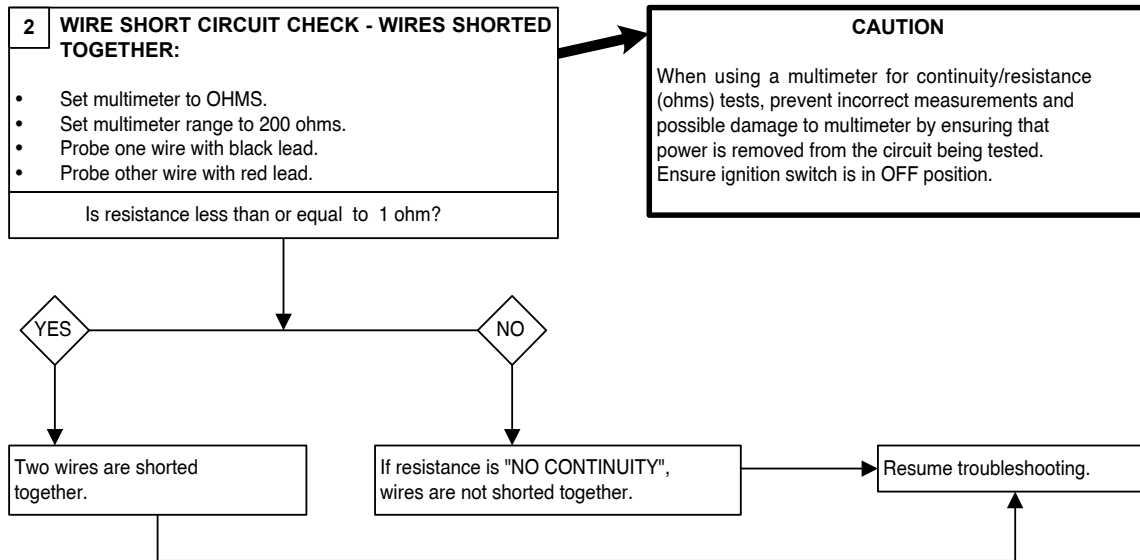 2 WIRE SHORT CIRCUIT CHECK - WIRES SHORTED
TOGETHER:
• Set multimeter to OHMS.
• Set multimeter range to 200 ohms.
• Probe one wire with black lead.
• Probe other wire with red lead.
Is resistance less than or equal to 1 ohm?
CAUTION
When using a multimeter for continuity/resistance
(ohms) tests, prevent incorrect measurements and
possible damage to multimeter by ensuring that
power is removed from the circuit being tested.
Ensure ignition switch is in OFF position.
YES
NO
Two wires are shorted
together.
If resistance is "NO CONTINUITY",
wires are not shorted together.
Resume troubleshooting.